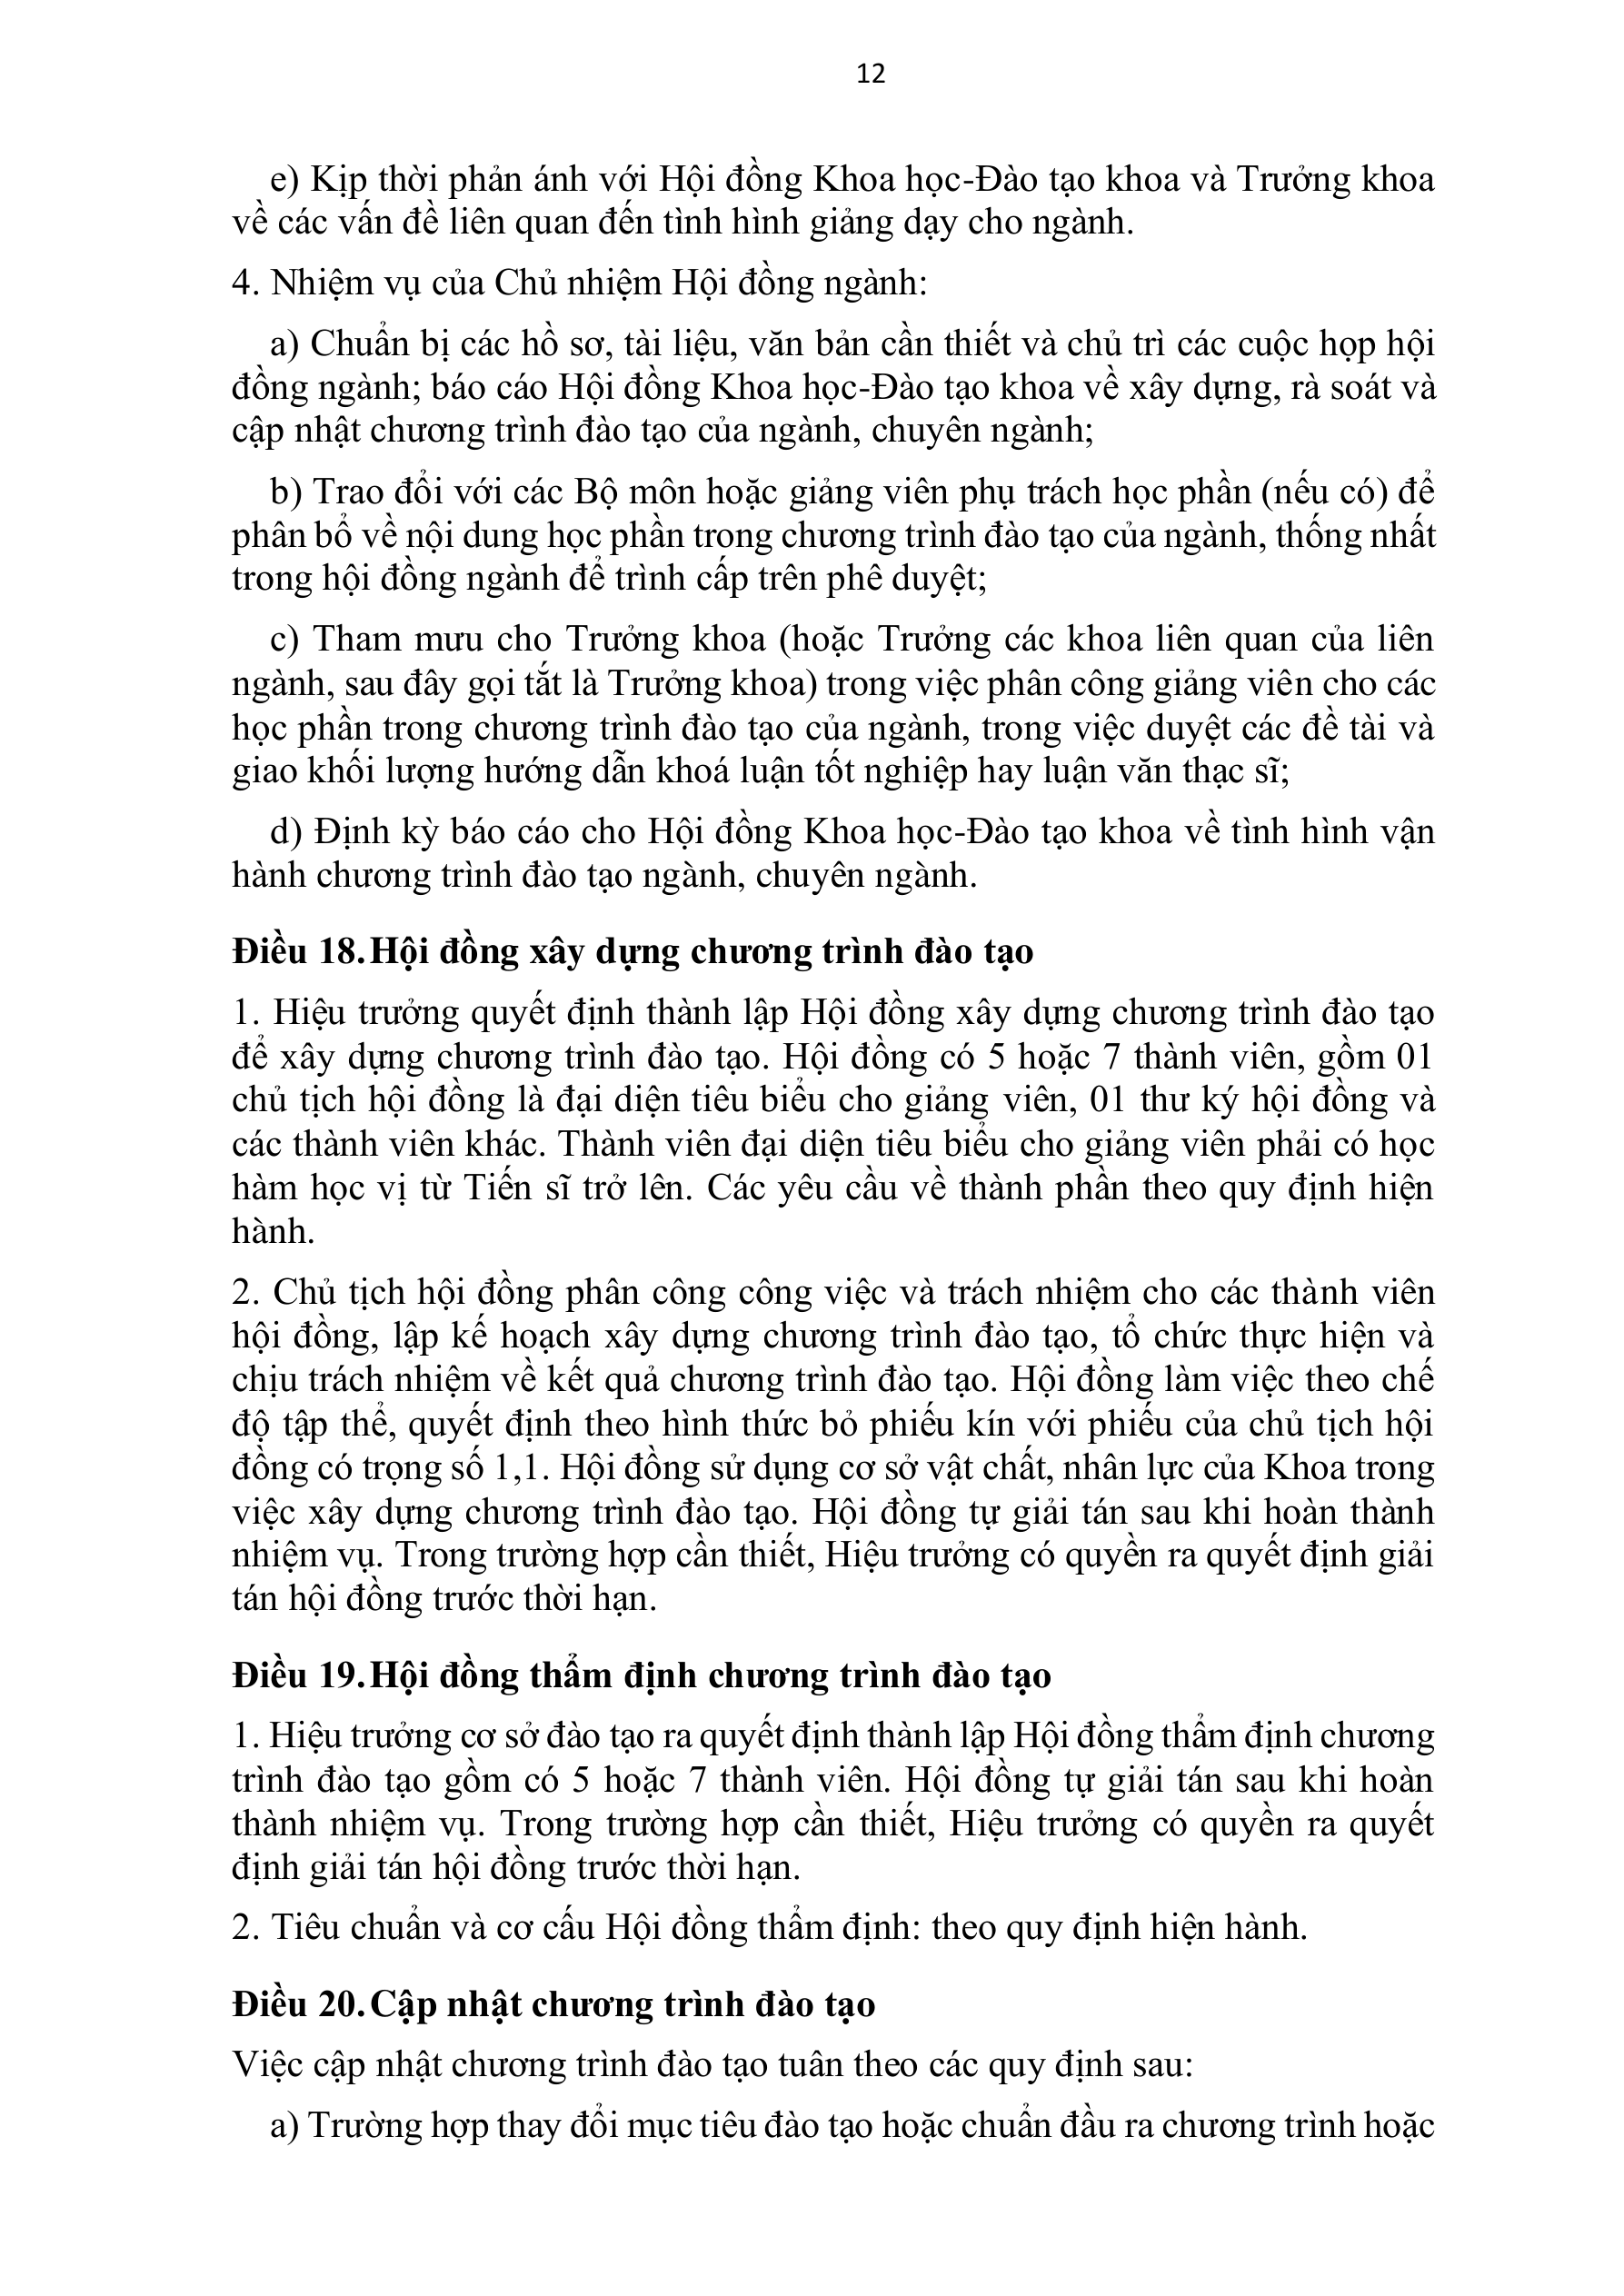 12
e) Kịp thời phản ánh với Hội đồng Khoa học-Đào tạo khoa và Trưởng khoa
về các vấn đề liên quan đến tình hình giảng dạy cho ngành.
4. Nhiệm vụ của Chủ nhiệm Hội đồng ngành:
a) Chuẩn bị các hồ sơ, tài liệu, văn bản cần thiết và chủ trì các cuộc họp hội
đồng ngành; báo cáo Hội đồng Khoa học-Đào tạo khoa về xây dựng, rà soát và
cập nhật chương trình đào tạo của ngành, chuyên ngành;
b) Trao đổi với các Bộ môn hoặc giảng viên phụ trách học phần (nếu có) để
phân bổ về nội dung học phần trong chương trình đào tạo của ngành, thống nhất
trong hội đồng ngành để trình cấp trên phê duyệt;
c) Tham mưu cho Trưởng khoa (hoặc Trưởng các khoa liên quan của liên
ngành, sau đây gọi tắt là Trưởng khoa) trong việc phân công giảng viên cho các
học phần trong chương trình đào tạo của ngành, trong việc duyệt các đề tài và
giao khối lượng hướng dẫn khoá luận tốt nghiệp hay luận văn thạc sĩ;
d) Định kỳ báo cáo cho Hội đồng Khoa học-Đào tạo khoa về tình hình vận
hành chương trình đào tạo ngành, chuyên ngành.
Điều 18. Hội đồng xây dựng chương trình đào tạo
1. Hiệu trưởng quyết định thành lập Hội đồng xây dựng chương trình đào tạo
để xây dựng chương trình đào tạo. Hội đồng có 5 hoặc 7 thành viên, gồm 01
chủ tịch hội đồng là đại diện tiêu biểu cho giảng viên, 01 thư ký hội đồng và
các thành viên khác. Thành viên đại diện tiêu biểu cho giảng viên phải có học
hàm học vị từ Tiến sĩ trở lên. Các yêu cầu về thành phần theo quy định hiện
hành.
2. Chủ tịch hội đồng phân công công việc và trách nhiệm cho các thành viên
hội đồng, lập kế hoạch xây dựng chương trình đào tạo, tổ chức thực hiện và
chịu trách nhiệm về kết quả chương trình đào tạo. Hội đồng làm việc theo chế
độ tập thể, quyết định theo hình thức bỏ phiếu kín với phiếu của chủ tịch hội
đồng có trọng số 1,1. Hội đồng sử dụng cơ sở vật chất, nhân lực của Khoa trong
việc xây dựng chương trình đào tạo. Hội đồng tự giải tán sau khi hoàn thành
nhiệm vụ. Trong trường hợp cần thiết, Hiệu trưởng có quyền ra quyết định giải
tán hội đồng trước thời hạn.
Điều 19. Hội đồng thẩm định chương trình đào tạo
1. Hiệu trưởng cơ sở đào tạo ra quyết định thành lập Hội đồng thẩm định chương
trình đào tạo gồm có 5 hoặc 7 thành viên. Hội đồng tự giải tán sau khi hoàn
thành nhiệm vụ. Trong trường hợp cần thiết, Hiệu trưởng có quyền ra quyết
định giải tán hội đồng trước thời hạn.
2. Tiêu chuẩn và cơ cấu Hội đồng thẩm định: theo quy định hiện hành.
Điều 20. Cập nhật chương trình đào tạo
Việc cập nhật chương trình đào tạo tuân theo các quy định sau:
a) Trường hợp thay đổi mục tiêu đào tạo hoặc chuẩn đầu ra chương trình hoặc